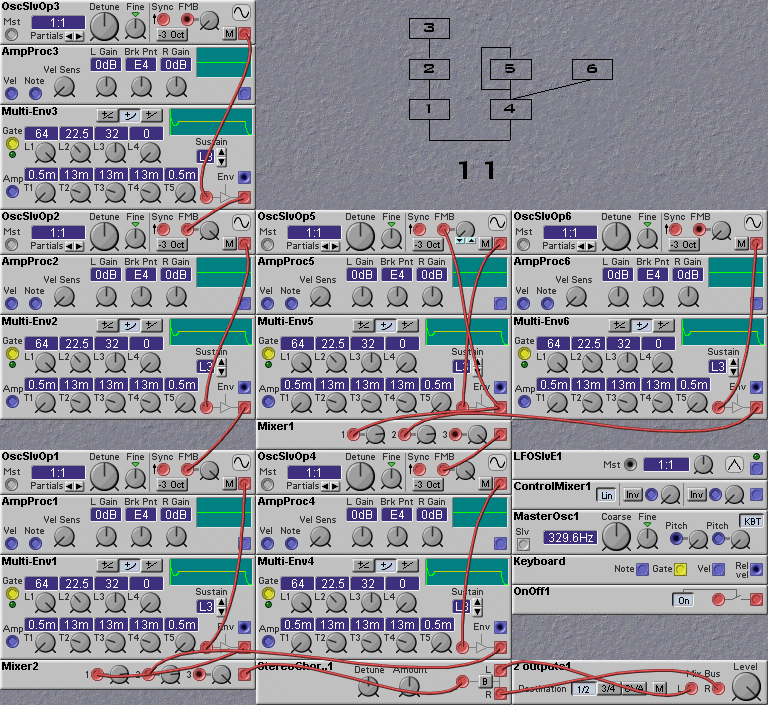 OscSlvOp3
Mst
1:1
Partials
Detune
Fine
Sync
FMB
-3 Oct
M
AmpProc3
L Gain
Brk Pnt
R Gain
0dB
E4
0dB
Vel Sens
Vel
Note
Multi-Env3
Gate
64
22.5
32
0
L1
L2
L3
L4
Sustain
L3
Amp
0.5m
13m
13m
13m
0.5m
Env
T1
T2
T3
T4
T5
3
2
5
6
1
4
11
OscSlvOp2
Mst
1:1
Partials
Detune
Fine
Sync
FMB
-3 Oct
M
AmpProc2
L Gain
Brk Pnt
R Gain
0dB
E4
0dB
Vel Sens
Vel
Note
Multi-Env2
Gate
64
22.5
32
0
L1
L2
L3
L4
Sustain
L3
Amp
0.5m
13m
13m
13m
0.5m
Env
T1
T2
T3
T4
T5
OscSlvOp5
Mst
1:1
Partials
Detune
Fine
Sync
FMB
-3 Oct
M
AmpProc5
L Gain
Brk Pnt
R Gain
0dB
E4
0dB
Vel Sens
Vel
Note
Multi-Env5
Gate
64
22.5
32
0
L1
L2
L3
L4
Sustain
L3
Amp
0.5m
13m
13m
13m
0.5m
Env
T1
T2
T3
T4
T5
OscSlvOp6
Mst
1:1
Partials
Detune
Fine
Sync
FMB
-3 Oct
M
AmpProc6
L Gain
Brk Pnt
R Gain
0dB
E4
0dB
Vel Sens
Vel
Note
Multi-Env6
Gate
64
22.5
32
0
L1
L2
L3
L4
Sustain
L3
Amp
0.5m
13m
13m
13m
0.5m
Env
T1
T2
T3
T4
T5
Mixer1
1
2
3
OscSlvOp1
Mst
1:1
Partials
Detune
Fine
Sync
FMB
-3 Oct
M
AmpProc1
L Gain
Brk Pnt
R Gain
0dB
E4
0dB
Vel Sens
Vel
Note
Multi-Env1
Gate
64
22.5
32
0
L1
L2
L3
L4
Sustain
L3
Amp
0.5m
13m
13m
13m
0.5m
Env
T1
T2
T3
T4
T5
OscSlvOp4
Mst
1:1
Partials
Detune
Fine
Sync
FMB
-3 Oct
M
AmpProc4
L Gain
Brk Pnt
R Gain
0dB
E4
0dB
Vel Sens
Vel
Note
Multi-Env4
Gate
64
22.5
32
0
L1
L2
L3
L4
Sustain
L3
Amp
0.5m
13m
13m
13m
0.5m
Env
T1
T2
T3
T4
T5
LFOSlvE1
Mst
1:1
ControlMixer1
Lin
Inv
Inv
MasterOsc1
Slv
329.6Hz
Coarse
Fine
Pitch
Pitch
KBT
Keyboard
Note
Gate
Vel
Rel vel
OnOff1
On
Mixer2
1
2
3
Detune
Amount
L
B
R
2 outputs1
Destination
1/2
3/4
CVA
M
L
R
Mix Bus
Level